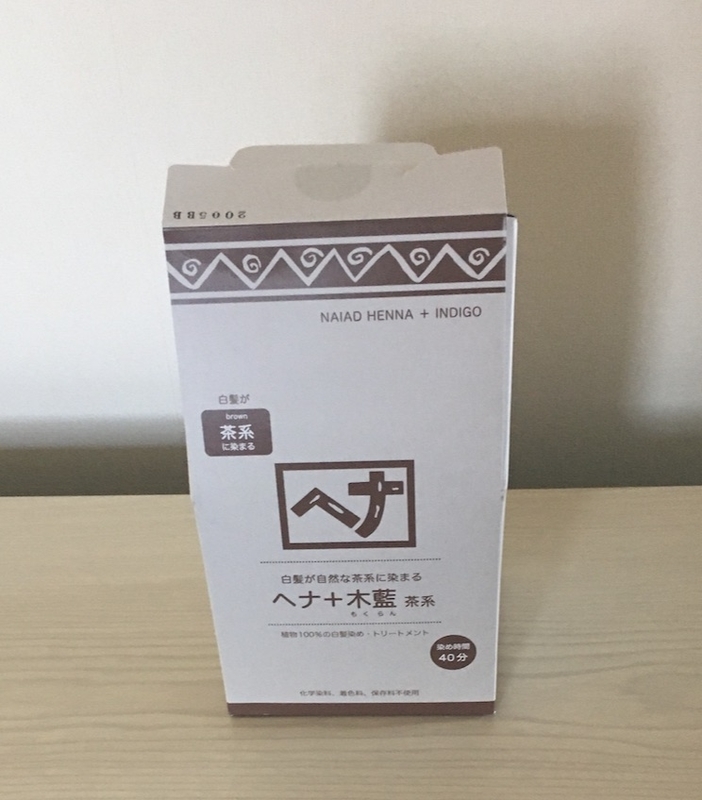 2005BB
NAIAD HENNA + INDIGO
白髪が
brown
茶系
に染まる
ヘナ
白髪が自然な茶系に染まる
ヘナ+木藍 茶系
もくらん
植物100%の白髪染め・トリートメント
染め時間
40分
化学染料、着色料、保存料不使用